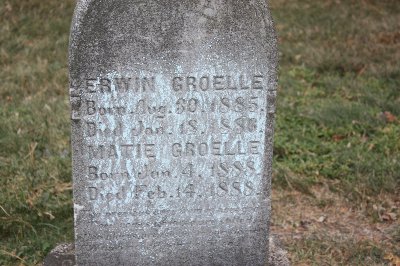 ERWIN GROELLE
Born Aug. 30, 1885.
Died Jan. 18, 1886.
MATIE GROELLE
Born Jan. 4, 1888.
Died Feb. 14, 1888.